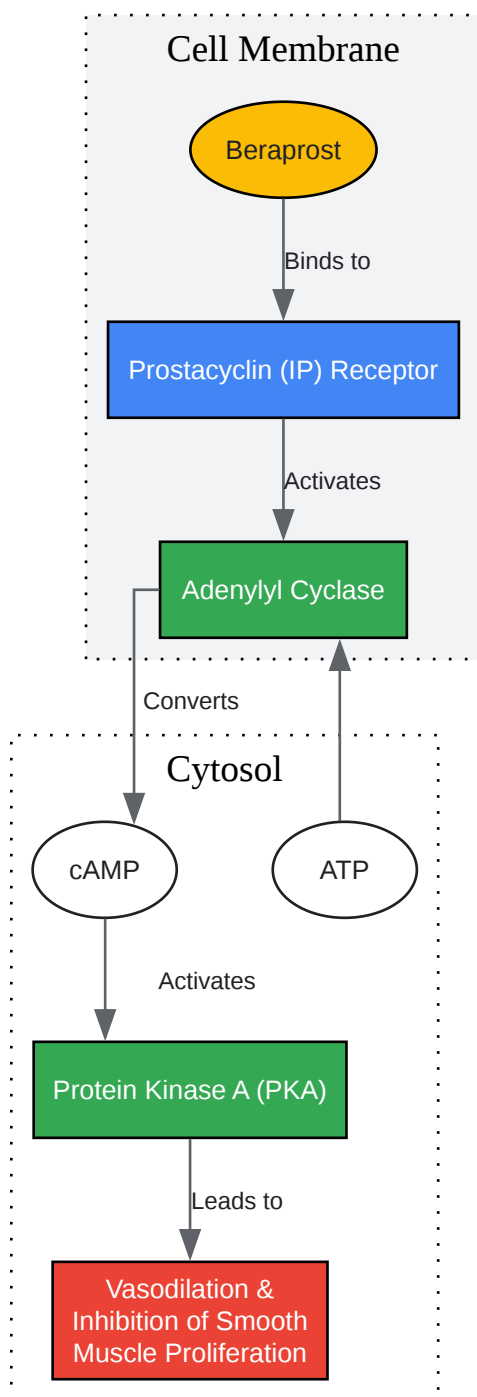 Cell Membrane
Beraprost
Binds to
Prostacyclin (IP) Receptor
Activates
Adenylyl Cyclase
Converts
Cytosol
cAMP
ATP
Activates
Protein Kinase A (PKA)
Leads to
Vasodilation &
Inhibition of Smooth
Muscle Proliferation